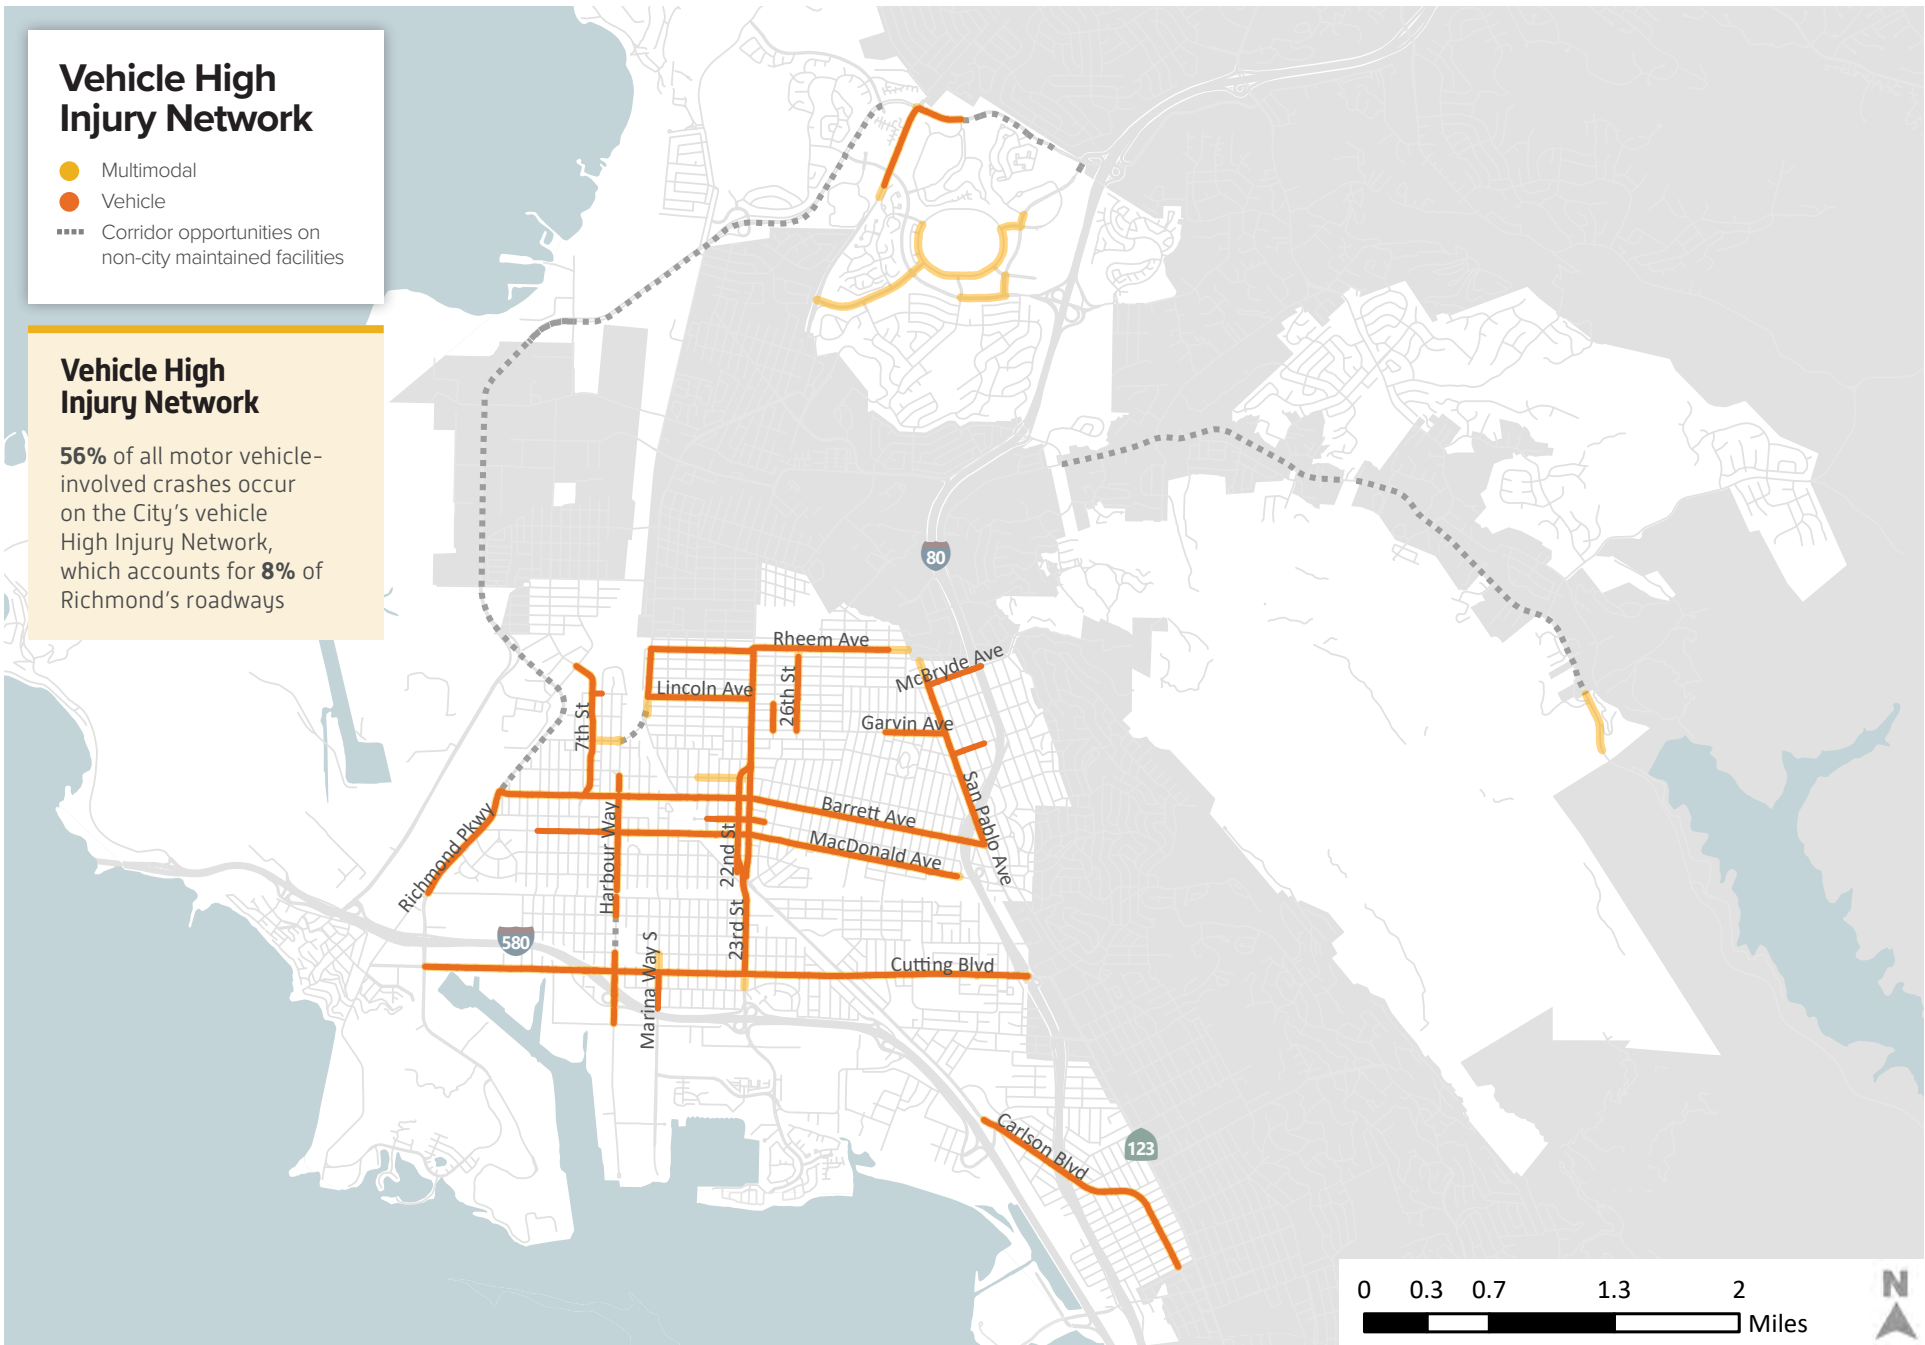 Vehicle High
Injury Network
Multimodal
Vehicle
Corridor opportunities on
non-city maintained facilities
Vehicle High
Injury Network
56% of all motor vehicle-
involved crashes occur
on the City's vehicle
High Injury Network,
which accounts for 8% of
Richmond's roadways
80
Rheem Ave
McBryde Ave
Lincoln Ave
26th St
7th St
Garvin Ave
San Pablo Ave
Barrett Ave
Richmond Pkwy
Harbour Way
22nd St
MacDonald Ave
23rd St
580
Marina Way S
Cutting Blvd
Carlson Blvd
123
0 0.3 0.7 1.3 2
Miles
N